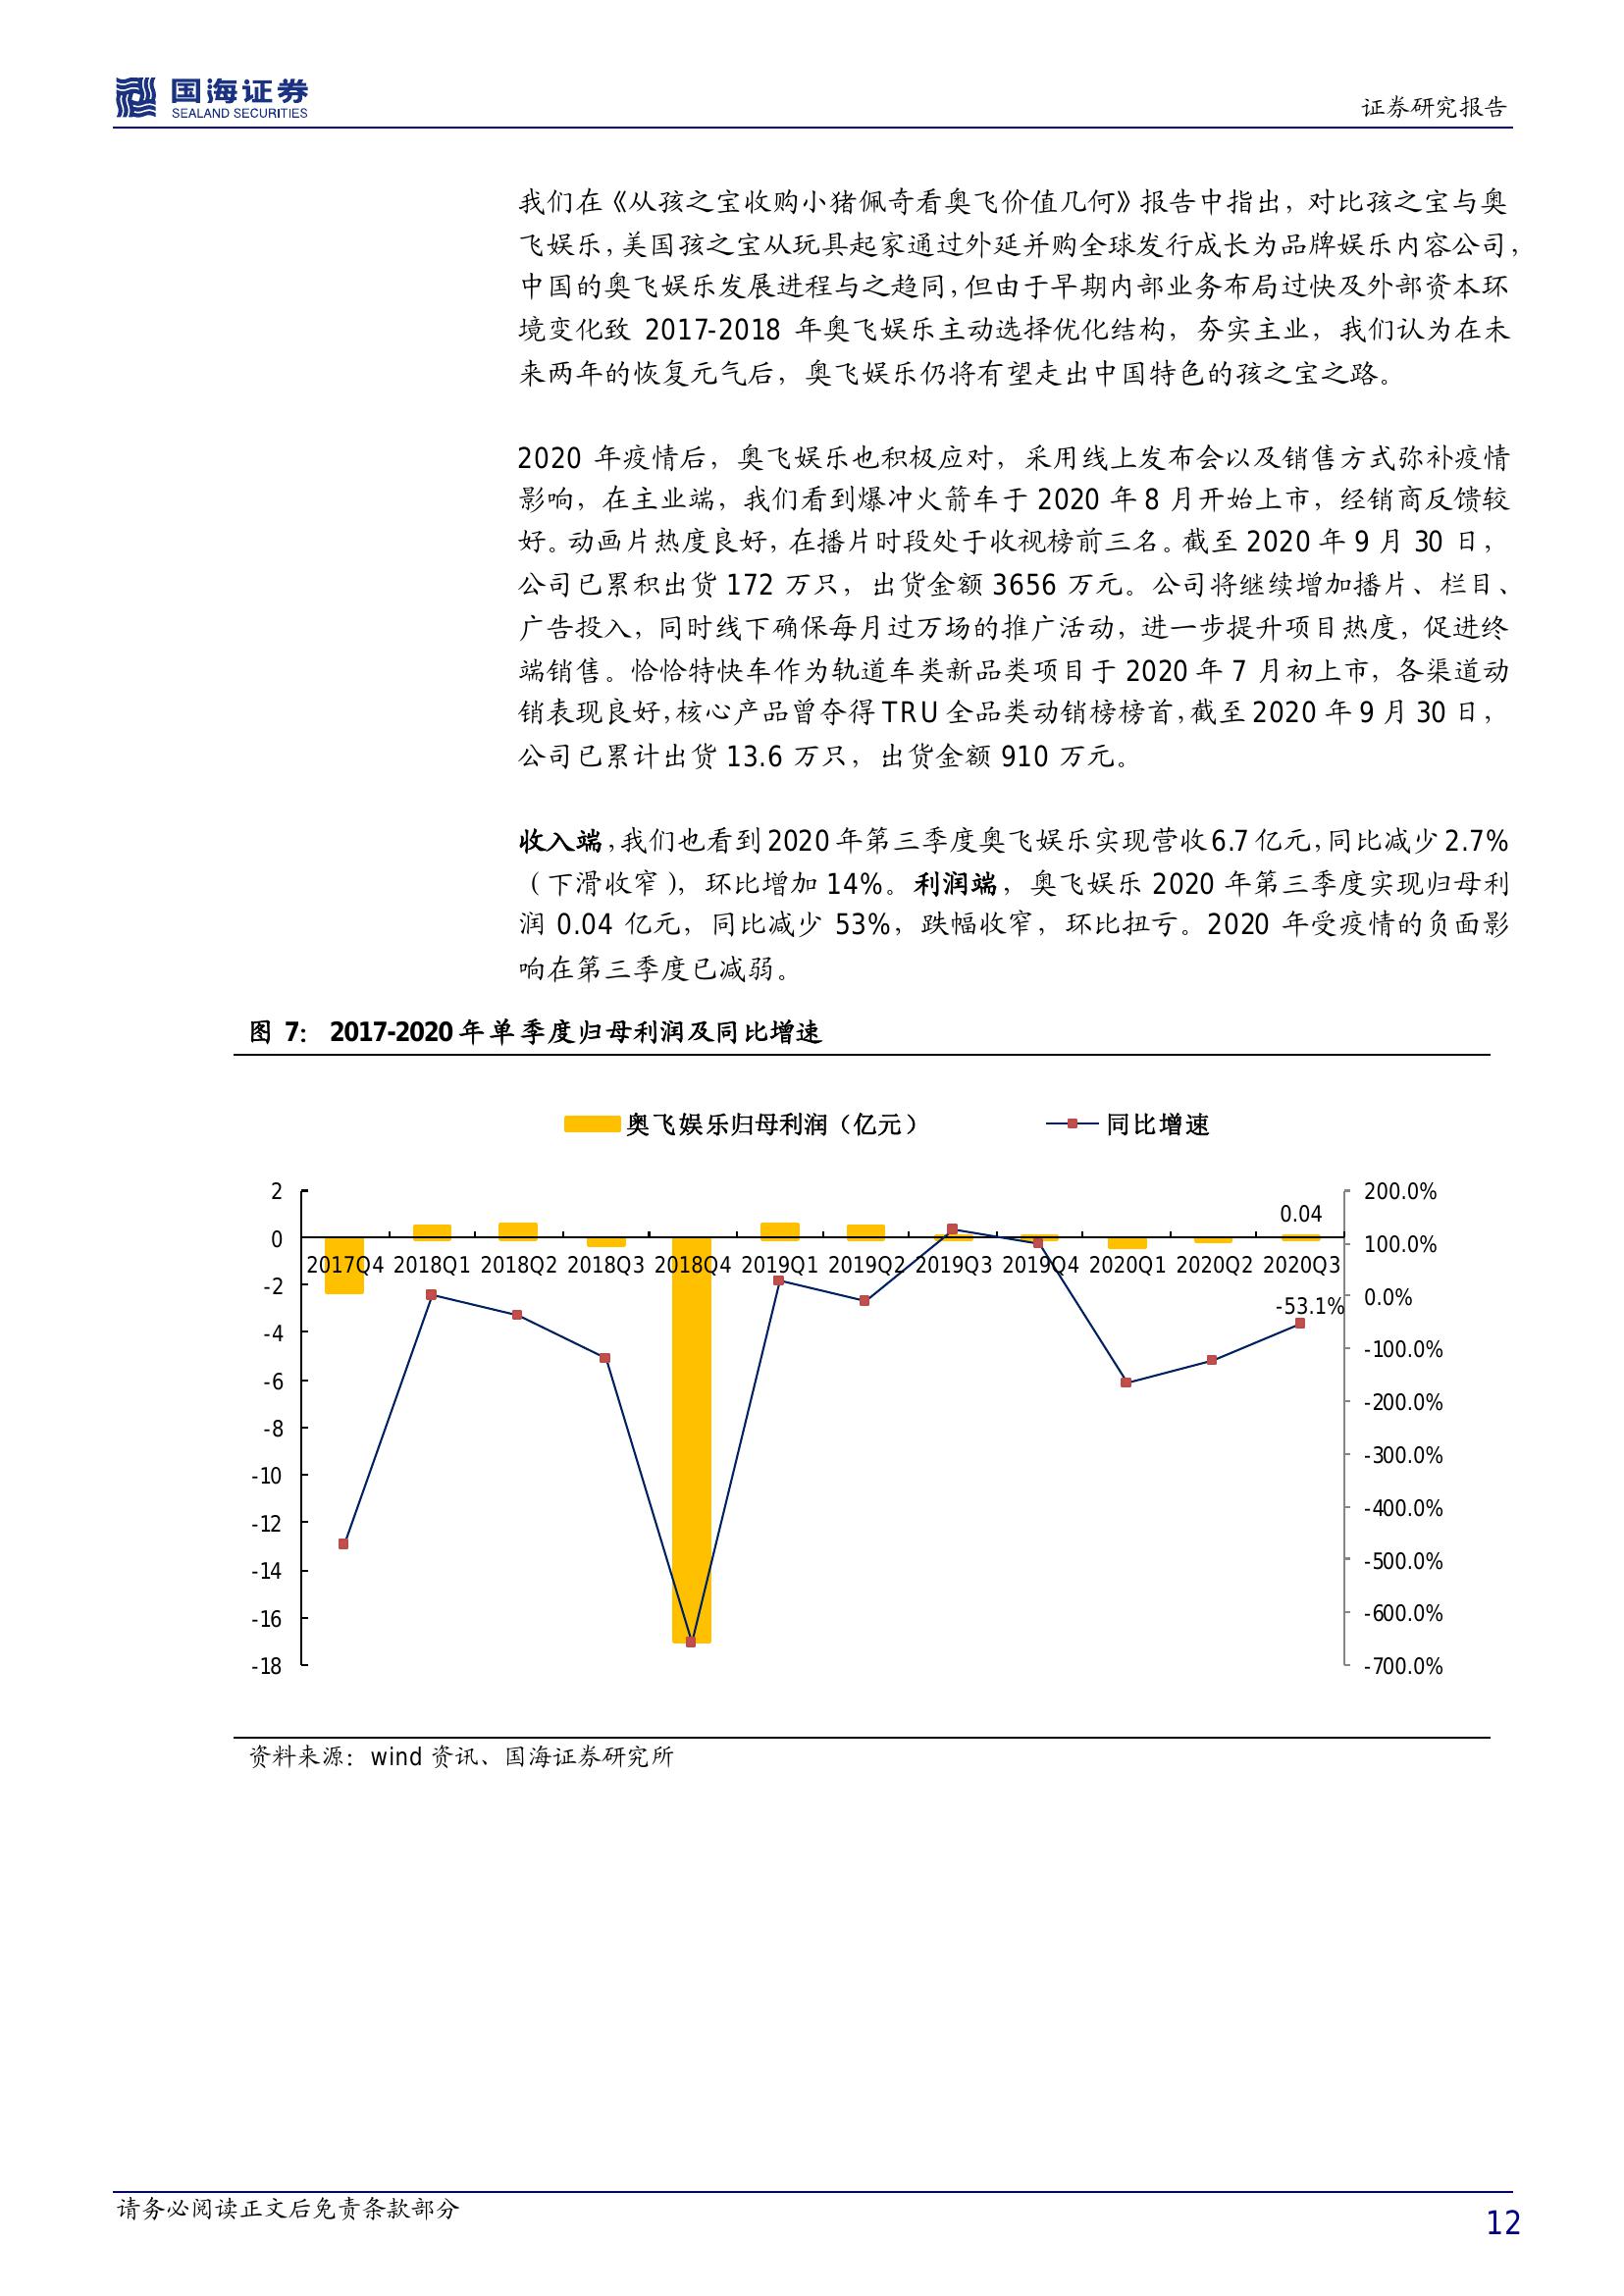 国海证券
SEALAND SECURITIES
证券研究报告
我们在《从孩之宝收购小猪佩奇看奥飞价值几何》报告中指出，对比孩之宝与奥
飞娱乐，美国孩之宝从玩具起家通过外延并购全球发行成长为品牌娱乐内容公司，
中国的奥飞娱乐发展进程与之趋同，但由于早期内部业务布局过快及外部资本环
境变化致 2017-2018 年奥飞娱乐主动选择优化结构，夯实主业，我们认为在未
来两年的恢复元气后，奥飞娱乐仍将有望走出中国特色的孩之宝之路。
2020 年疫情后，奥飞娱乐也积极应对，采用线上发布会以及销售方式弥补疫情
影响，在主业端，我们看到爆冲火箭车于 2020 年 8 月开始上市，经销商反馈较
好。动画片热度良好，在播片时段处于收视榜前三名。截至 2020 年 9 月 30 日，
公司已累积出货 172 万只，出货金额 3656 万元。公司将继续增加播片、栏目、
广告投入，同时线下确保每月过万场的推广活动，进一步提升项目热度，促进终
端销售。恰恰特快车作为轨道车类新品类项目于 2020 年 7 月初上市，各渠道动
销表现良好，核心产品曾夺得 TRU 全品类动销榜榜首，截至 2020 年 9 月 30 日，
公司已累计出货 13.6 万只，出货金额 910 万元。
收入端，我们也看到 2020 年第三季度奥飞娱乐实现营收 6.7 亿元，同比减少 2.7%
（下滑收窄），环比增加 14%。利润端，奥飞娱乐 2020 年第三季度实现归母利
润 0.04 亿元，同比减少 53%，跌幅收窄，环比扭亏。2020 年受疫情的负面影
响在第三季度已减弱。
图 7： 2017-2020 年单季度归母利润及同比增速
奥飞娱乐归母利润（亿元） 同比增速
2
0
-2
-4
-6
-8
-10
-12
-14
-16
-18
2017Q4 2018Q1 2018Q2 2018Q3 2018Q4 2019Q1 2019Q2 2019Q3 2019Q4 2020Q1 2020Q2 2020Q3
0.04
-53.1%
200.0%
100.0%
0.0%
-100.0%
-200.0%
-300.0%
-400.0%
-500.0%
-600.0%
-700.0%
资料来源：wind 资讯、国海证券研究所
请务必阅读正文后免责条款部分
12